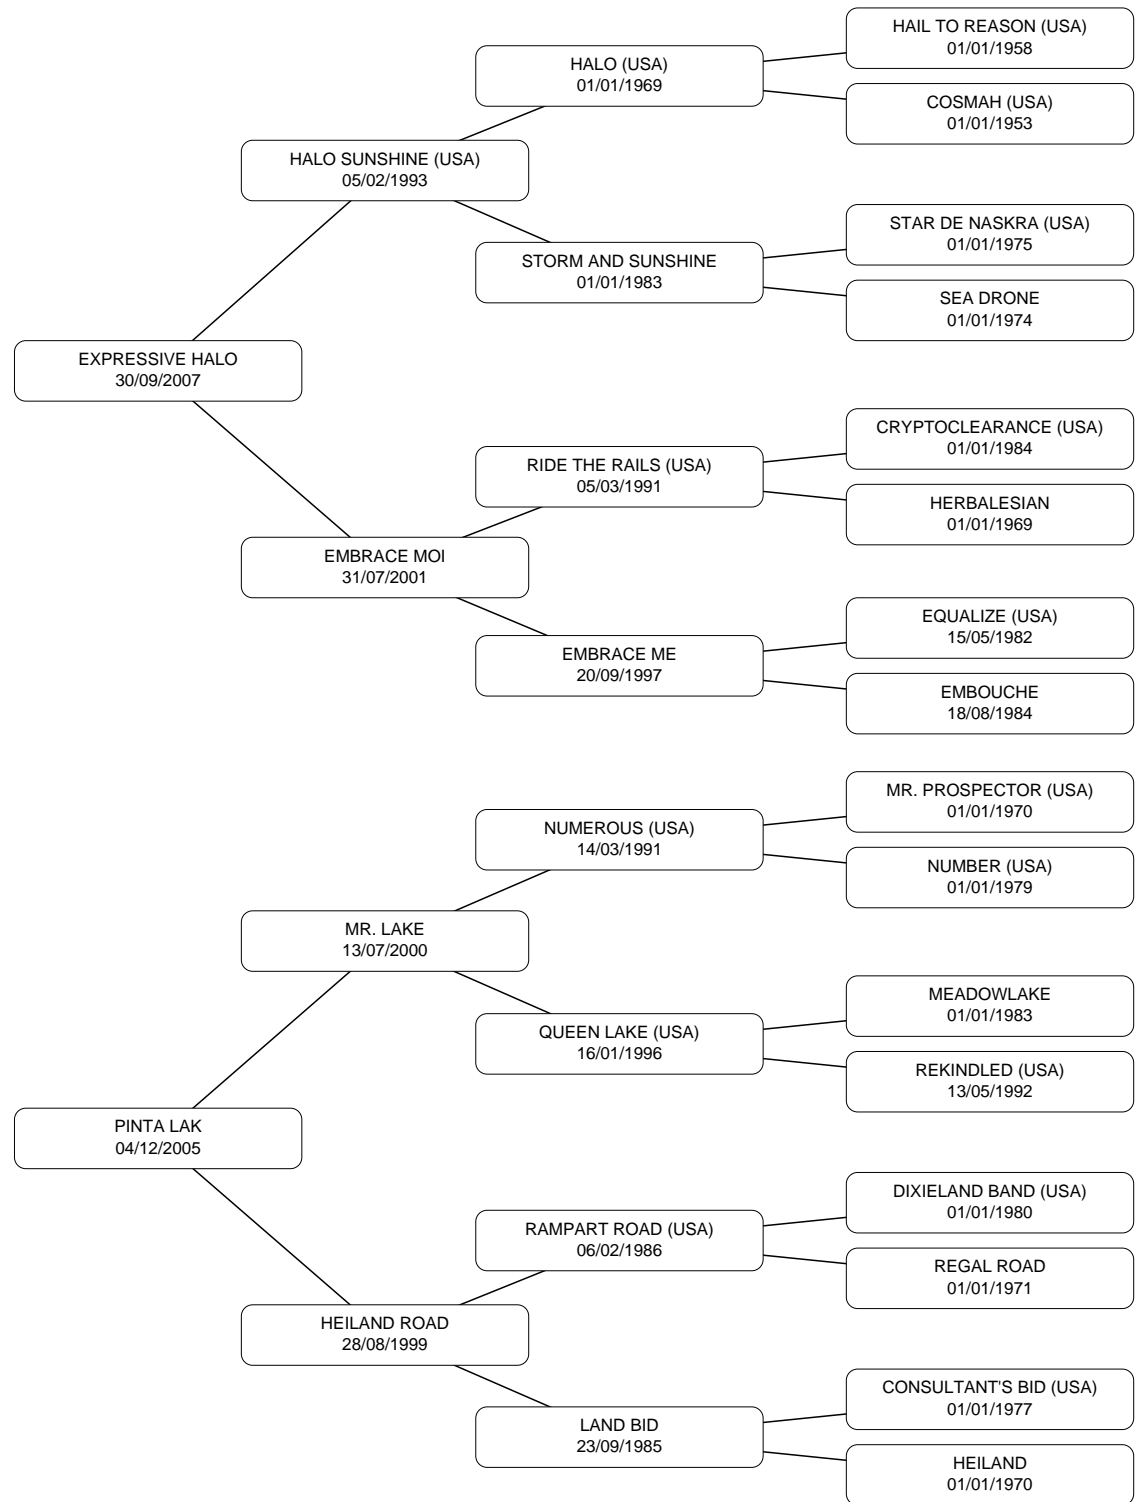 HAIL TO REASON (USA)
01/01/1958
HALO (USA)
01/01/1969
COSMAH (USA)
01/01/1953
HALO SUNSHINE (USA)
05/02/1993
STAR DE NASKRA (USA)
01/01/1975
STORM AND SUNSHINE
01/01/1983
SEA DRONE
01/01/1974
EXPRESSIVE HALO
30/09/2007
CRYPTOCLEARANCE (USA)
01/01/1984
RIDE THE RAILS (USA)
05/03/1991
HERBALESIAN
01/01/1969
EMBRACE MOI
31/07/2001
EQUALIZE (USA)
15/05/1982
EMBRACE ME
20/09/1997
EMBOUCHE
18/08/1984
MR. PROSPECTOR (USA)
01/01/1970
NUMEROUS (USA)
14/03/1991
NUMBER (USA)
01/01/1979
MR. LAKE
13/07/2000
MEADOWLAKE
01/01/1983
QUEEN LAKE (USA)
16/01/1996
REKINDLED (USA)
13/05/1992
PINTA LAK
04/12/2005
DIXIELAND BAND (USA)
01/01/1980
RAMPART ROAD (USA)
06/02/1986
REGAL ROAD
01/01/1971
HEILAND ROAD
28/08/1999
CONSULTANT'S BID (USA)
01/01/1977
LAND BID
23/09/1985
HEILAND
01/01/1970